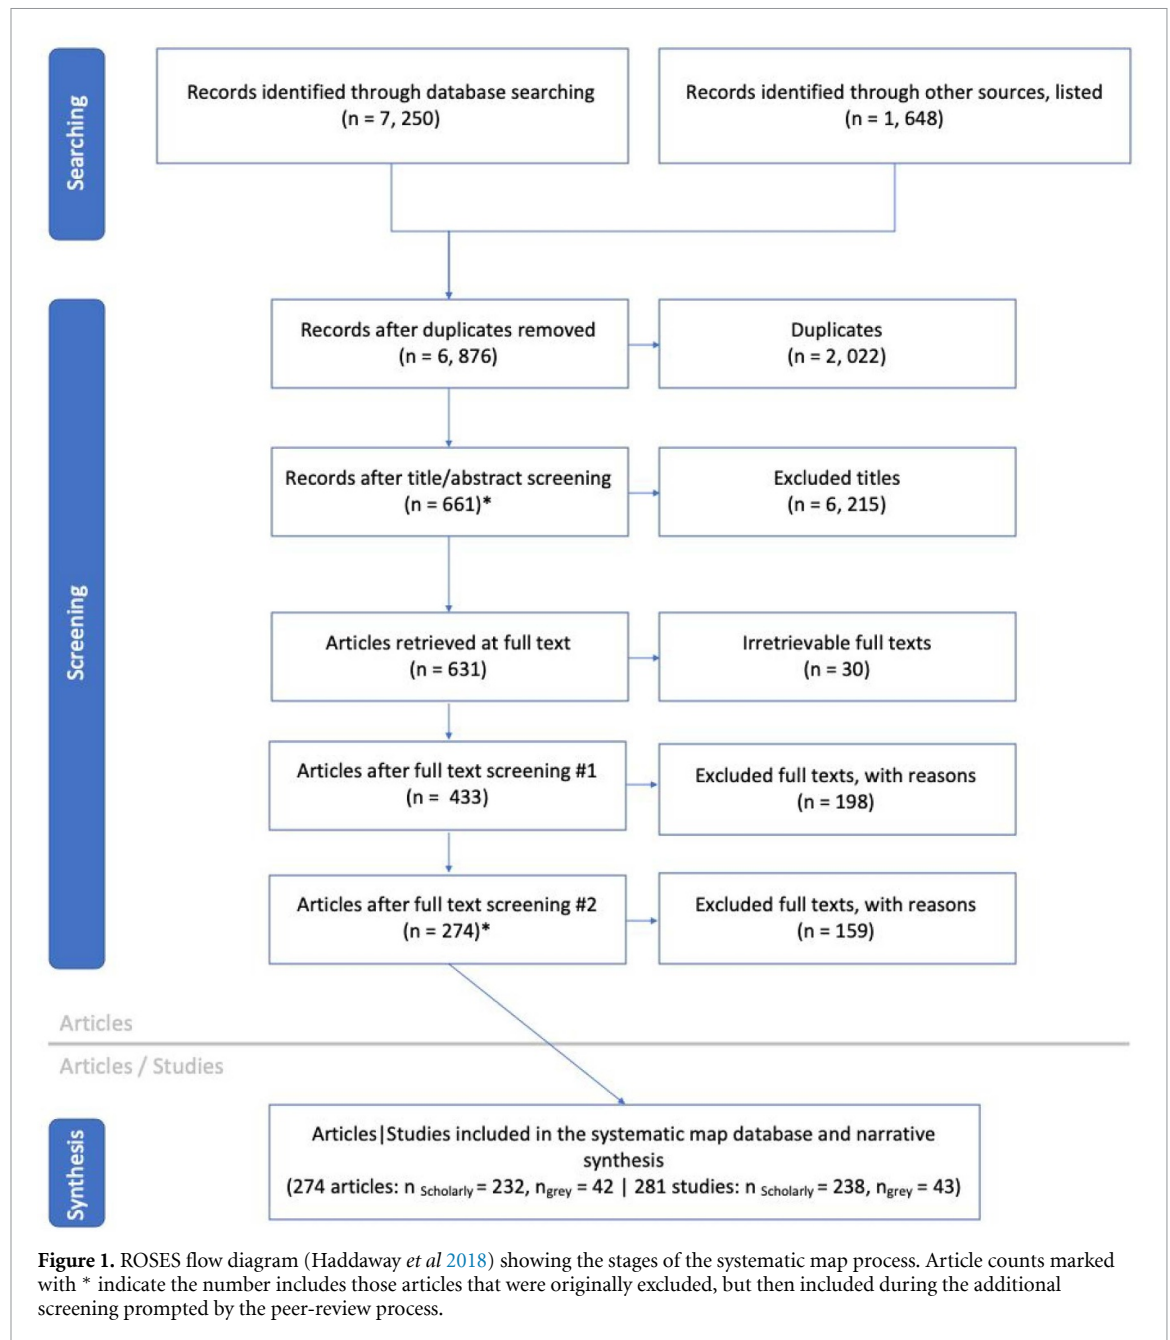 Searching
Records identified through database searching
(n = 7, 250)
Records identified through other sources, listed
(n = 1, 648)
Screening
Records after duplicates removed
(n = 6, 876)
Duplicates
(n = 2, 022)
Records after title/abstract screening
(n = 661)*
Excluded titles
(n = 6, 215)
Articles retrieved at full text
(n = 631)
Irretrievable full texts
(n = 30)
Articles after full text screening #1
(n = 433)
Excluded full texts, with reasons
(n = 198)
Articles after full text screening #2
(n = 274)*
Excluded full texts, with reasons
(n = 159)
Articles
Articles / Studies
Synthesis
Articles|Studies included in the systematic map database and narrative
synthesis
(274 articles: n Scholarly = 232, ngrey = 42 | 281 studies: n Scholarly = 238, ngrey = 43)
Figure 1. ROSES flow diagram (Haddaway et al 2018) showing the stages of the systematic map process. Article counts marked
with * indicate the number includes those articles that were originally excluded, but then included during the additional
screening prompted by the peer-review process.